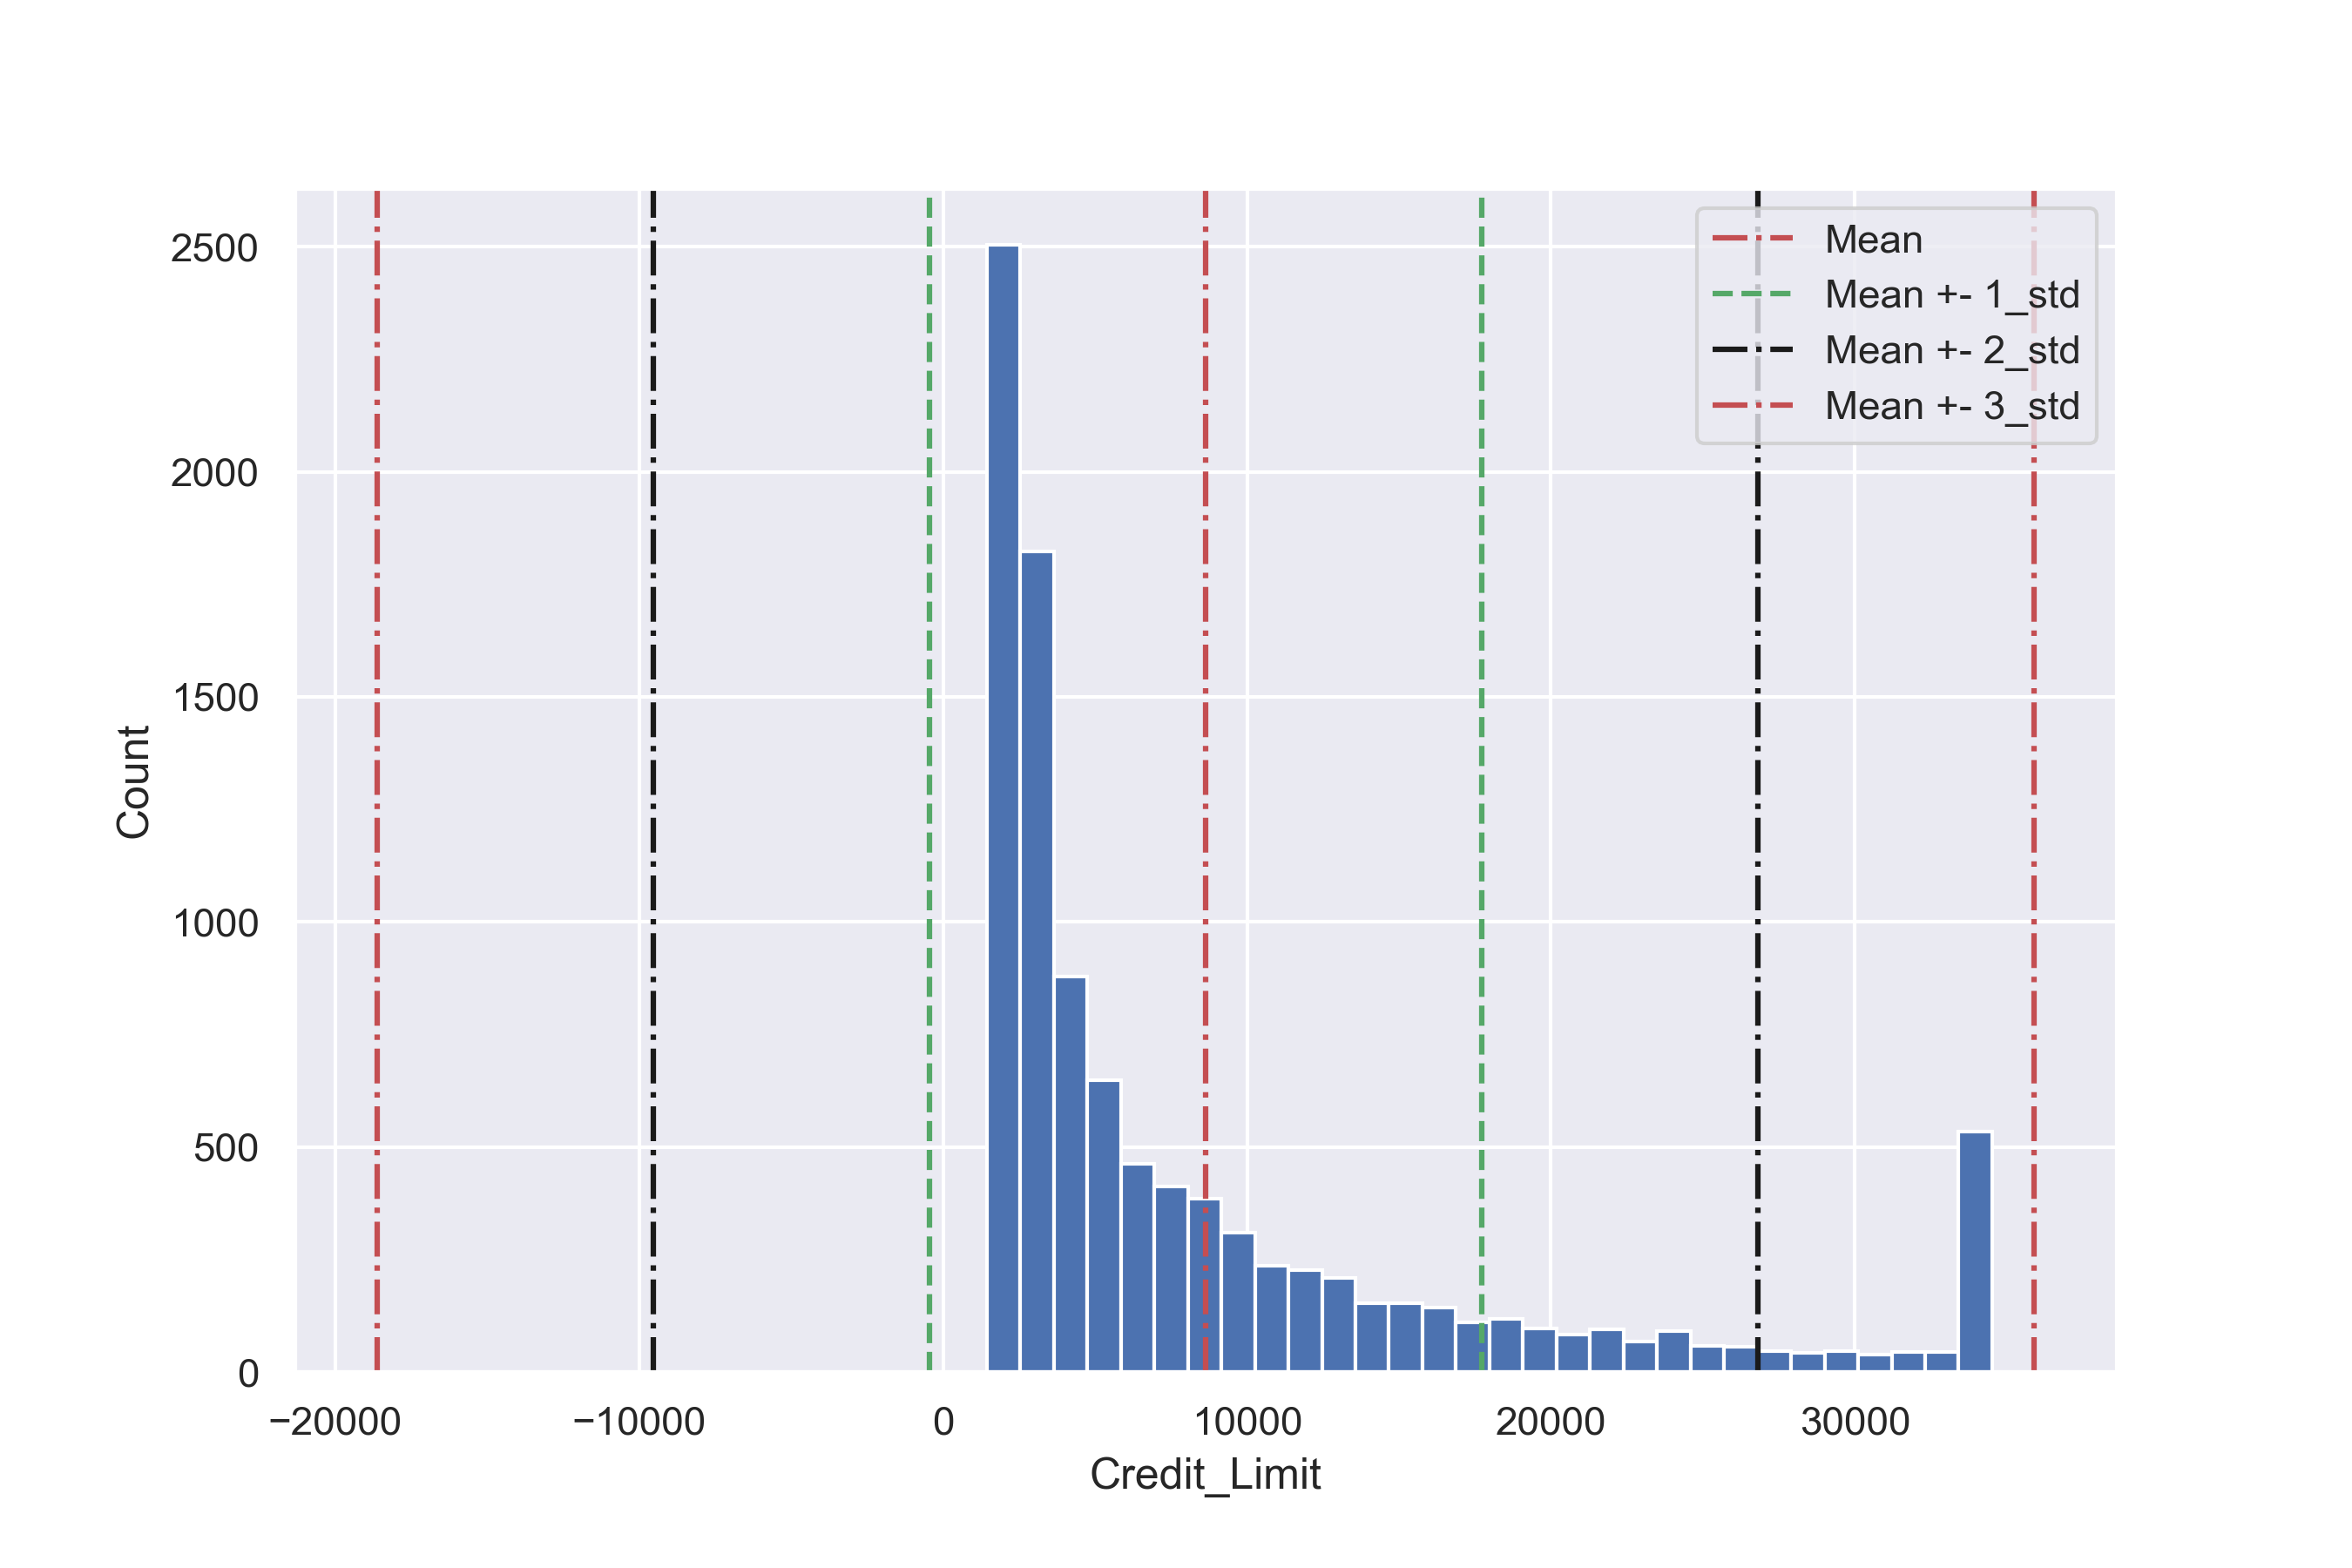 Mean
Mean +- 1_std
Mean +- 2_std
Mean +- 3_std
2500
2000
1500
1000
500
0
Count
−20000 −10000 0 10000 20000 30000
Credit_Limit